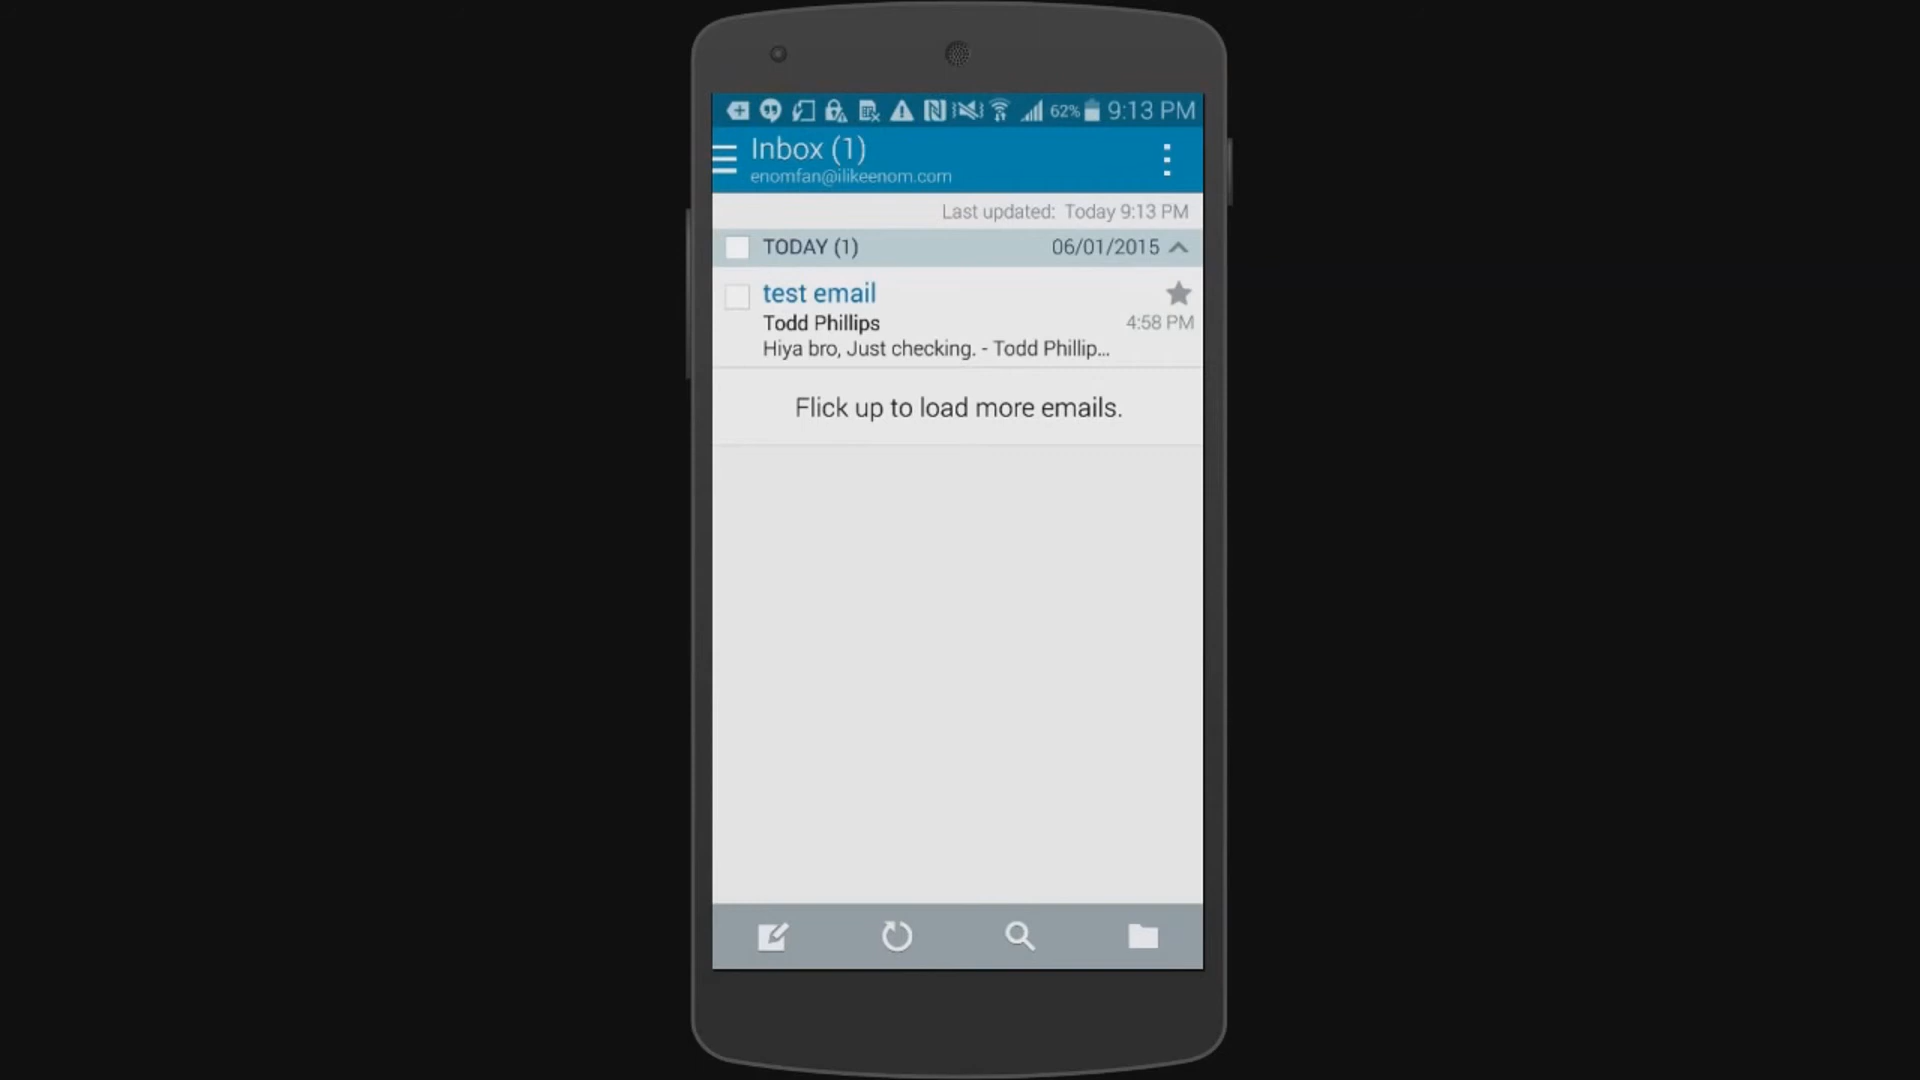 62% 9:13 PM
Inbox (1)
enomfan@ilikeenom.com
Last updated: Today 9:13 PM
TODAY (1) 06/01/2015
test email
Todd Phillips 4:58 PM
Hiya bro, Just checking. - Todd Phillip...
Flick up to load more emails.